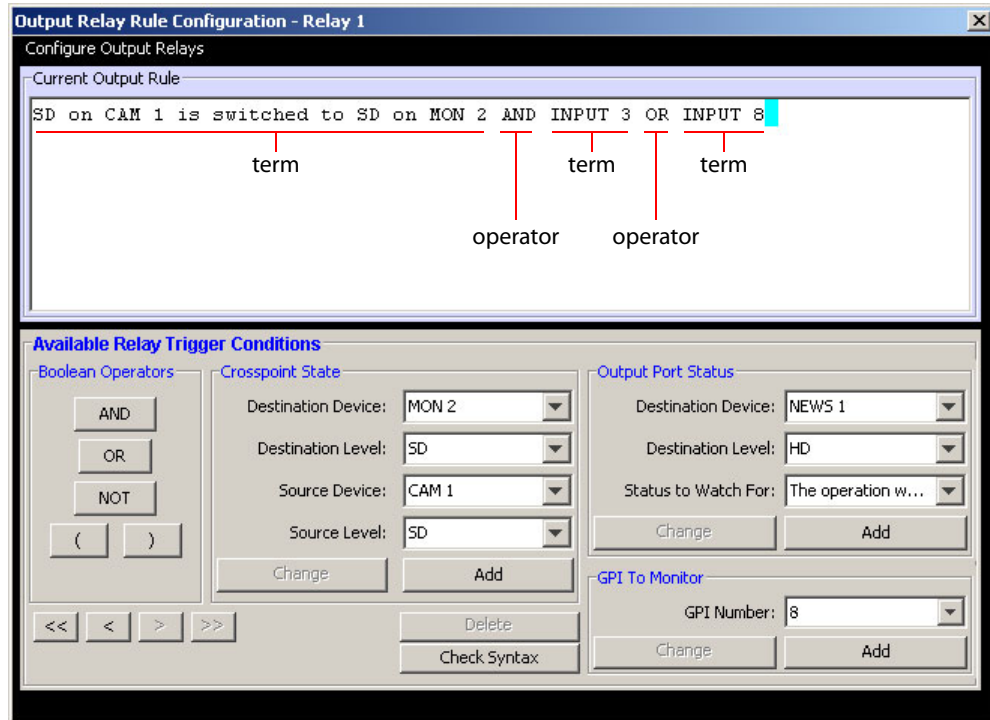 Output Relay Rule Configuration - Relay 1
Configure Output Relays
Current Output Rule
SD on CAM 1 is switched to SD on MON 2 AND INPUT 3 OR INPUT 8
term term term
operator operator
Available Relay Trigger Conditions
Boolean Operators
AND
OR
NOT
( )
Crosspoint State
Destination Device: MON 2
Destination Level: SD
Source Device: CAM 1
Source Level: SD
Change Add
Output Port Status
Destination Device: NEWS 1
Destination Level: HD
Status to Watch For: The operation w...
Change Add
GPI To Monitor
GPI Number: 8
Change Add
<< < > >>
Delete
Check Syntax